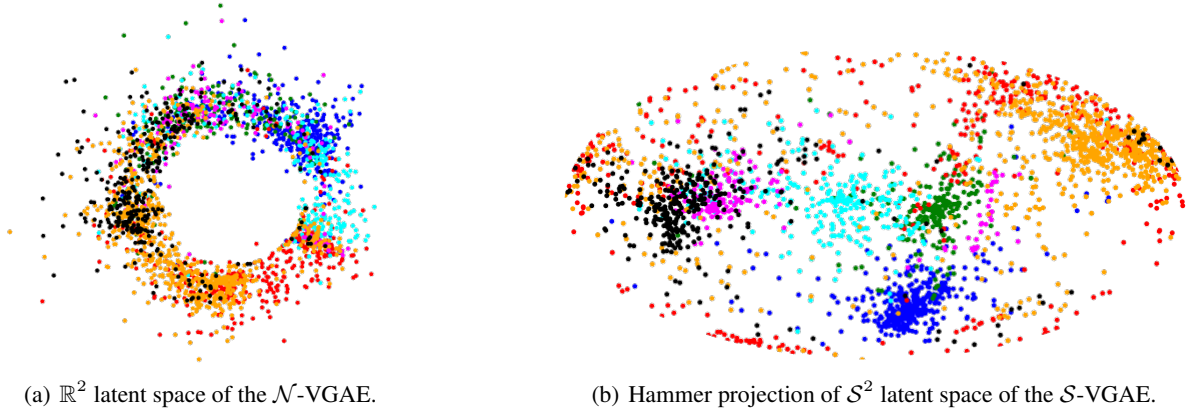 (a) ℝ² latent space of the 𝒩-VGAE.
(b) Hammer projection of 𝒮² latent space of the 𝒮-VGAE.